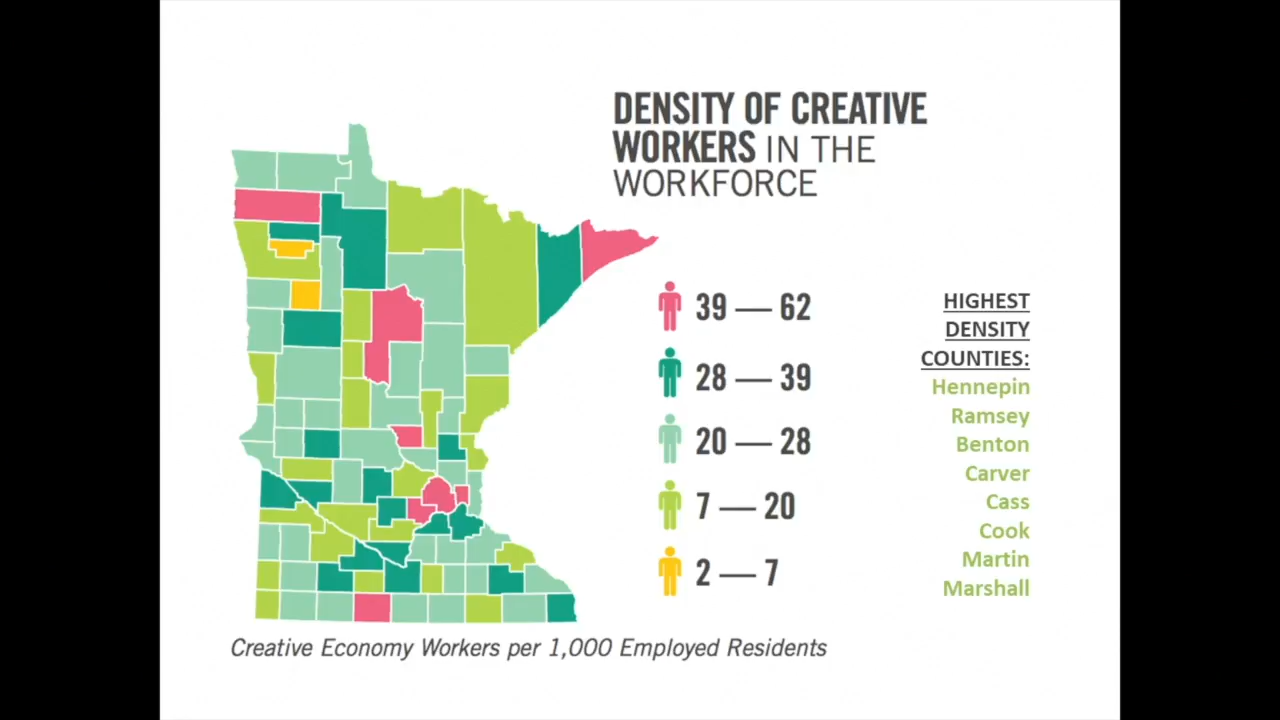 DENSITY OF CREATIVE
WORKERS IN THE
WORKFORCE
39 — 62
28 — 39
20 — 28
7 — 20
2 — 7
HIGHEST
DENSITY
COUNTIES:
Hennepin
Ramsey
Benton
Carver
Cass
Cook
Martin
Marshall
Creative Economy Workers per 1,000 Employed Residents